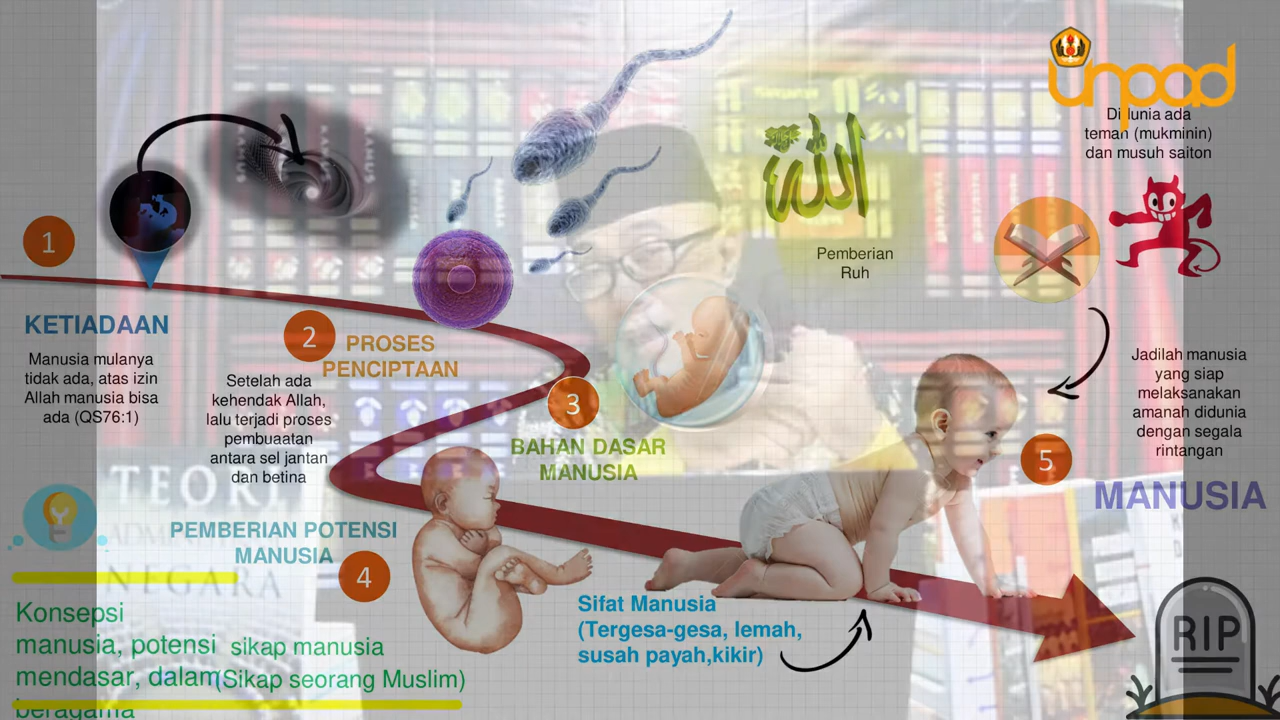 unpad
Didunia ada
teman (mukminin)
dan musuh saiton
الله
Pemberian
Ruh
1
KETIADAAN
Manusia mulanya
tidak ada, atas izin
Allah manusia bisa
ada (QS76:1)
2
PROSES
PENCIPTAAN
Setelah ada
kehendak Allah,
lalu terjadi proses
pembuaatan
antara sel jantan
dan betina
3
BAHAN DASAR
MANUSIA
Jadilah manusia
yang siap
melaksanakan
amanah didunia
dengan segala
rintangan
5
MANUSIA
TEORI
NEGARA
PEMBERIAN POTENSI
MANUSIA
4
Sifat Manusia
(Tergesa-gesa, lemah,
susah payah,kikir)
Konsepsi
manusia, potensi sikap manusia
mendasar, dalam(Sikap seorang Muslim)
beragama
RIP